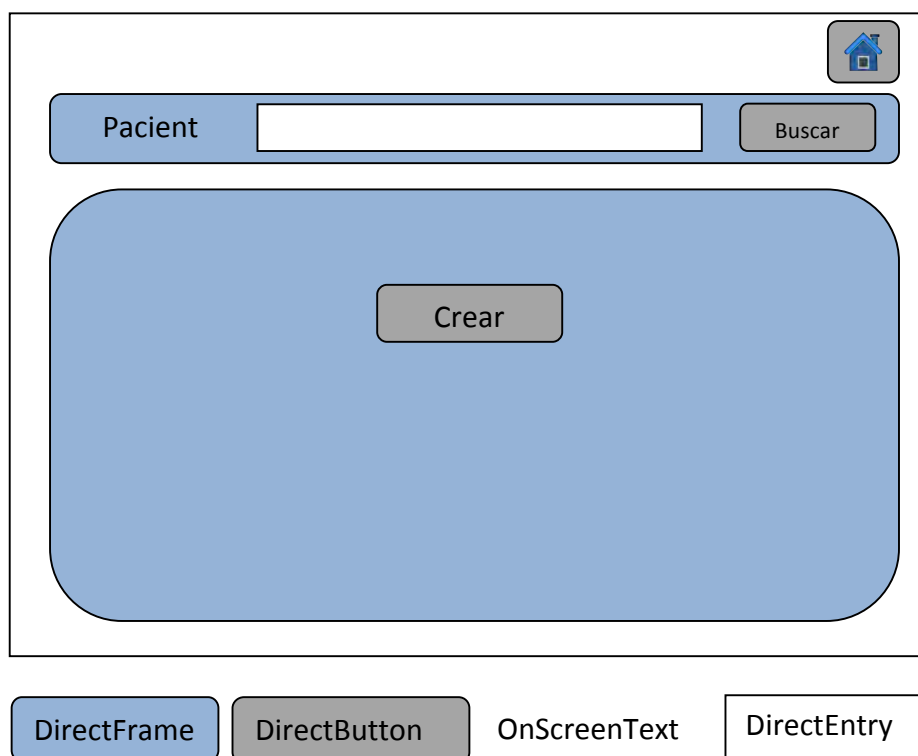 Pacient
Buscar
Crear
DirectFrame
DirectButton
OnScreenText
DirectEntry